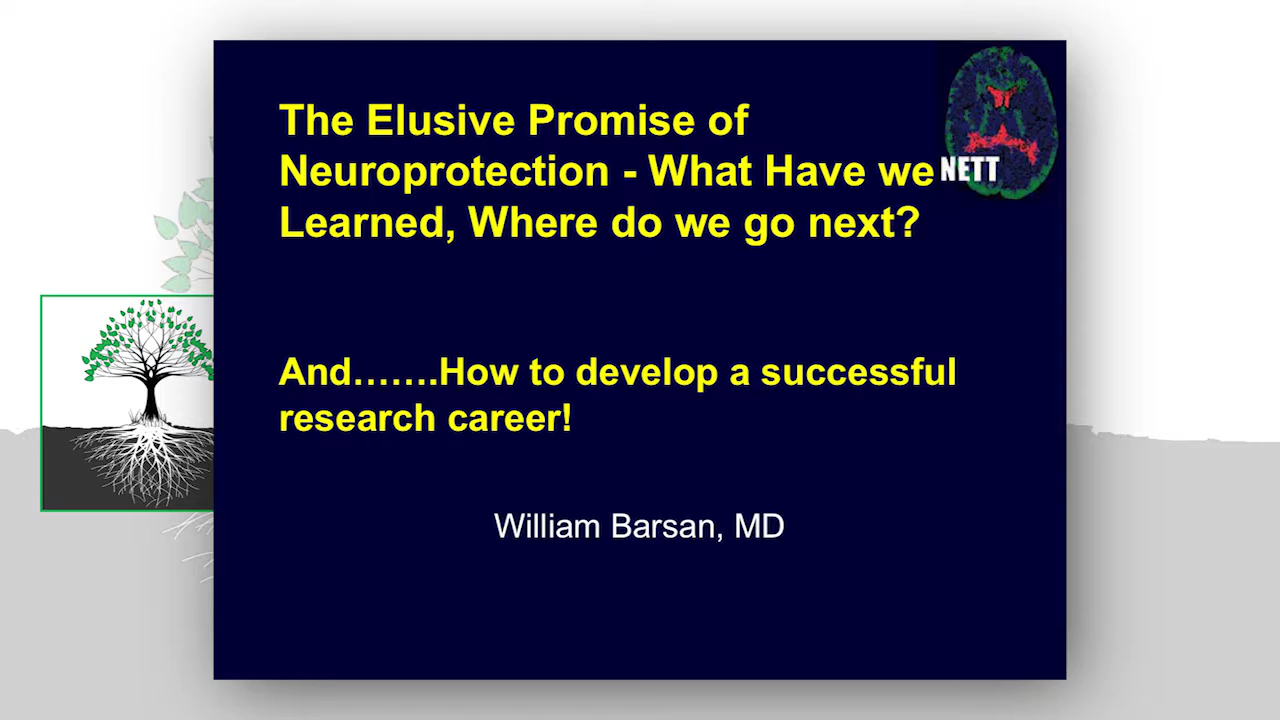 The Elusive Promise of
Neuroprotection - What Have we
NETT
Learned, Where do we go next?
And…….How to develop a successful
research career!
William Barsan, MD